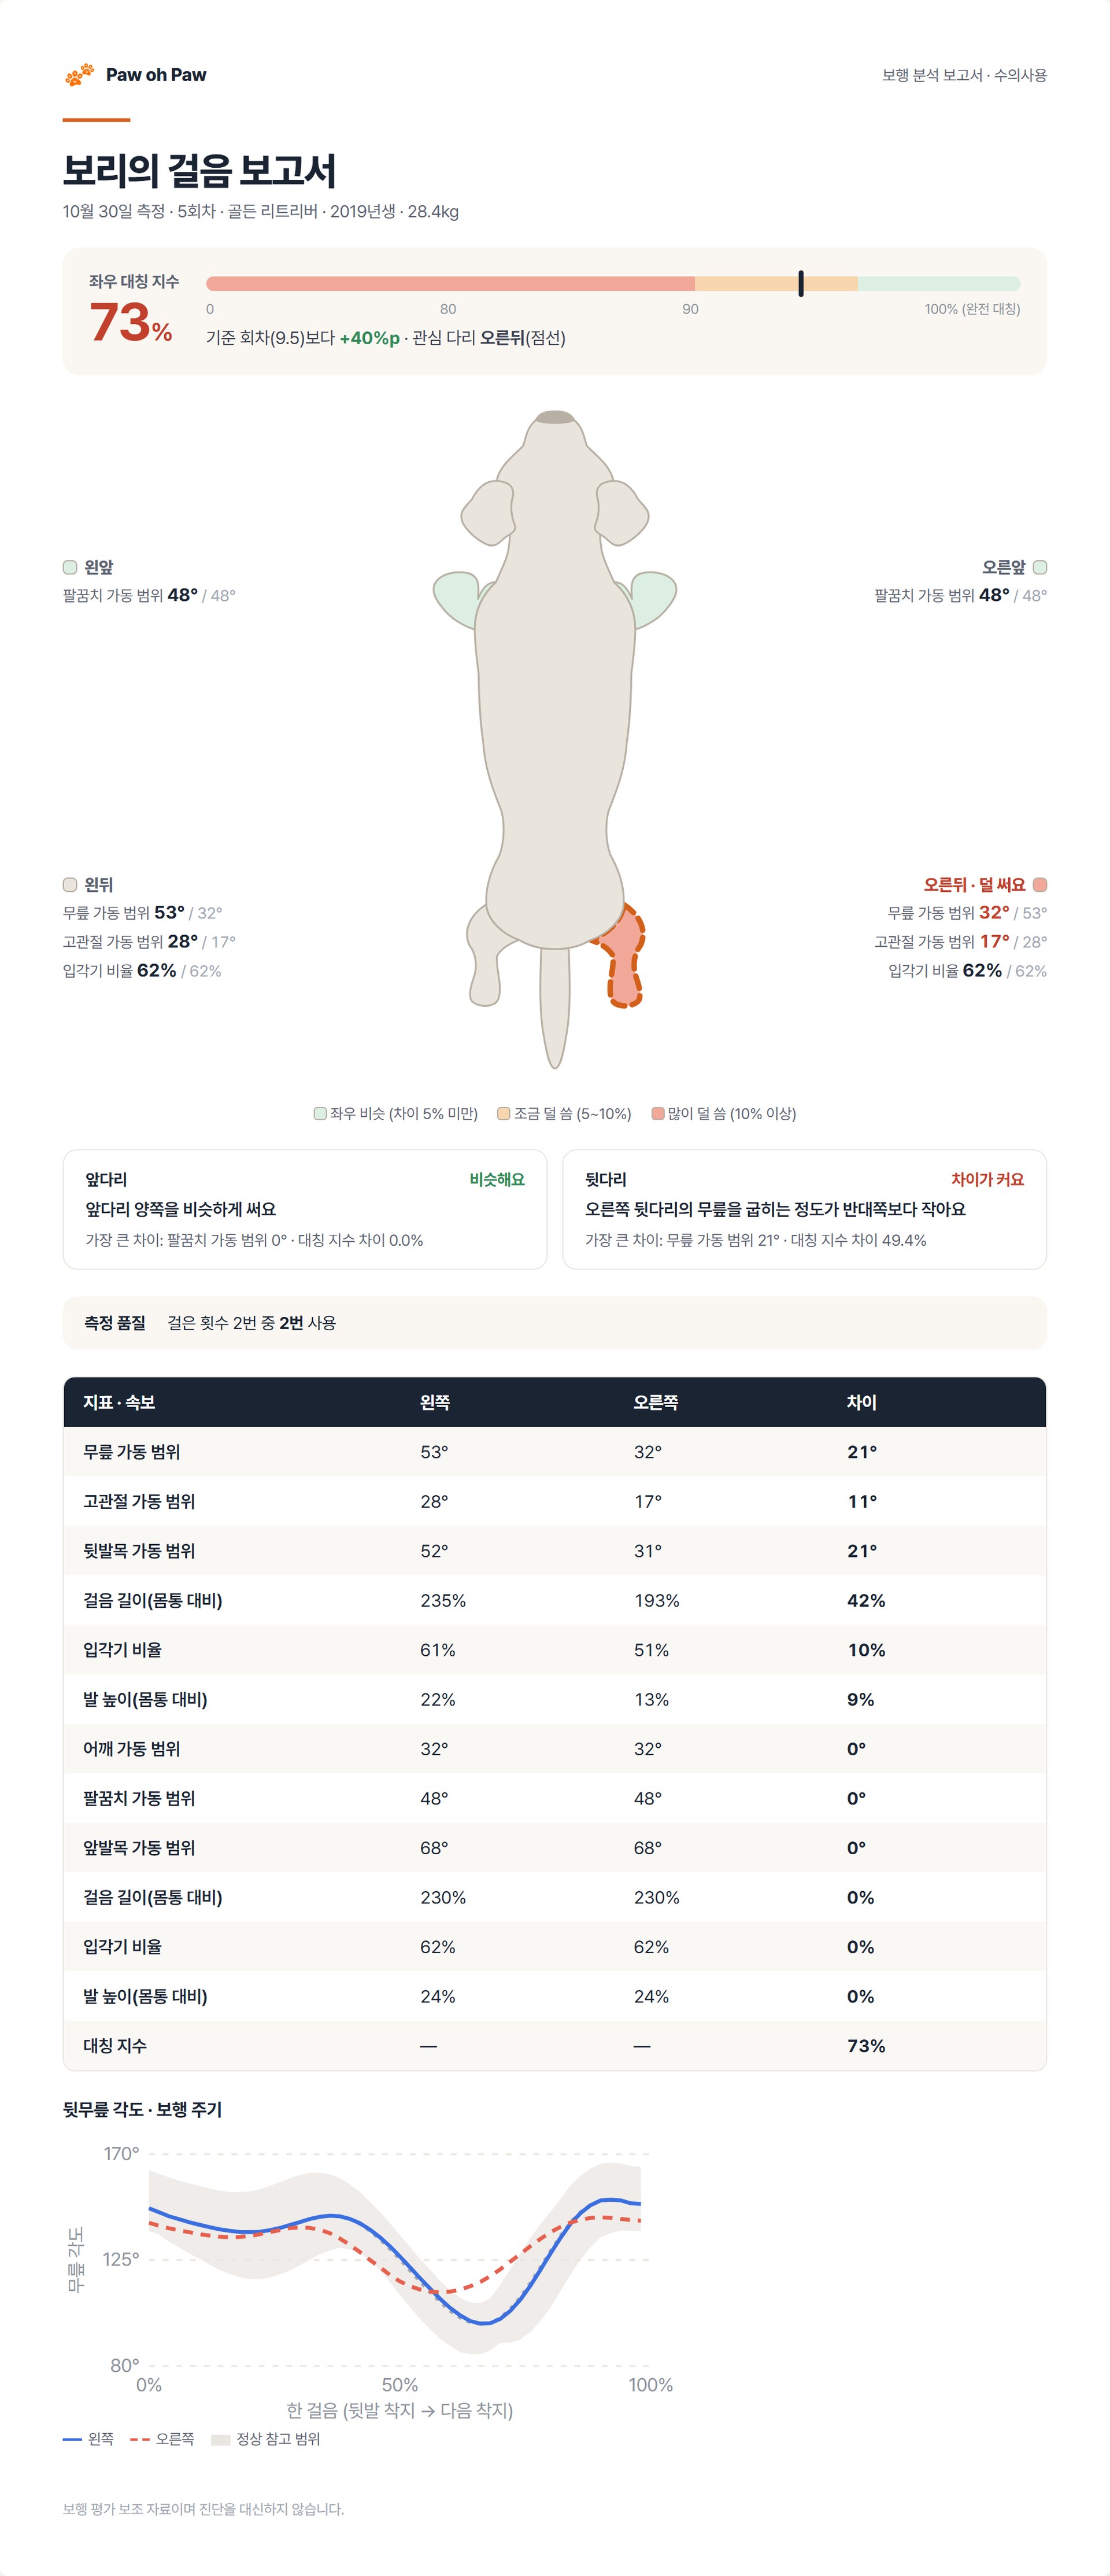 Paw oh Paw
보행 분석 보고서 · 수의사용
보리의 걸음 보고서
10월 30일 측정 · 5회차 · 골든 리트리버 · 2019년생 · 28.4kg
좌우 대칭 지수
73%
0 80 90 100% (완전 대칭)
기준 회차(9.5)보다 +40%p · 관심 다리 오른뒤(점선)
왼앞
팔꿈치 가동 범위 48° / 48°
오른앞
팔꿈치 가동 범위 48° / 48°
왼뒤
무릎 가동 범위 53° / 32°
고관절 가동 범위 28° / 17°
입각기 비율 62% / 62%
오른뒤 · 덜 써요
무릎 가동 범위 32° / 53°
고관절 가동 범위 17° / 28°
입각기 비율 62% / 62%
좌우 비슷 (차이 5% 미만) 조금 덜 씀 (5~10%) 많이 덜 씀 (10% 이상)
앞다리 비슷해요
앞다리 양쪽을 비슷하게 써요
가장 큰 차이: 팔꿈치 가동 범위 0° · 대칭 지수 차이 0.0%
뒷다리 차이가 커요
오른쪽 뒷다리의 무릎을 굽히는 정도가 반대쪽보다 작아요
가장 큰 차이: 무릎 가동 범위 21° · 대칭 지수 차이 49.4%
측정 품질 걸은 횟수 2번 중 2번 사용
지표 · 속보 왼쪽 오른쪽 차이
무릎 가동 범위 53° 32° 21°
고관절 가동 범위 28° 17° 11°
뒷발목 가동 범위 52° 31° 21°
걸음 길이(몸통 대비) 235% 193% 42%
입각기 비율 61% 51% 10%
발 높이(몸통 대비) 22% 13% 9%
어깨 가동 범위 32° 32° 0°
팔꿈치 가동 범위 48° 48° 0°
앞발목 가동 범위 68° 68° 0°
걸음 길이(몸통 대비) 230% 230% 0%
입각기 비율 62% 62% 0%
발 높이(몸통 대비) 24% 24% 0%
대칭 지수 — — 73%
뒷무릎 각도 · 보행 주기
170°
125°
80°
무릎 각도
0% 50% 100%
한 걸음 (뒷발 착지 → 다음 착지)
왼쪽 오른쪽 정상 참고 범위
보행 평가 보조 자료이며 진단을 대신하지 않습니다.